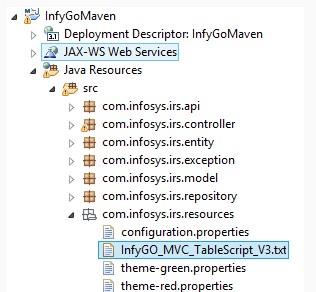 InfyGoMaven
Deployment Descriptor: InfyGoMaven
JAX-WS Web Services
Java Resources
src
com.infosys.irs.api
com.infosys.irs.controller
com.infosys.irs.entity
com.infosys.irs.exception
com.infosys.irs.model
com.infosys.irs.repository
com.infosys.irs.resources
configuration.properties
InfyGO_MVC_TableScript_V3.txt
theme-green.properties
theme-red.properties